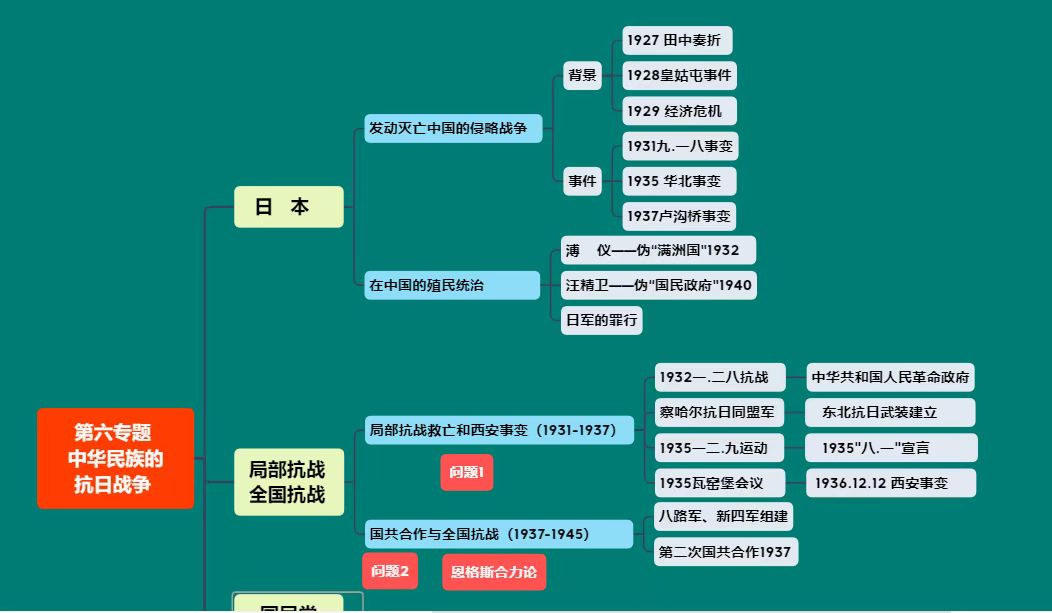 第六专题
中华民族的
抗日战争
日 本
发动灭亡中国的侵略战争
背景
1927 田中奏折
1928皇姑屯事件
1929 经济危机
事件
1931九.一八事变
1935 华北事变
1937卢沟桥事变
在中国的殖民统治
溥 仪——伪"满洲国"1932
汪精卫——伪"国民政府"1940
日军的罪行
局部抗战
全国抗战
局部抗战救亡和西安事变（1931-1937）
问题1
1932一.二八抗战
中华共和国人民革命政府
察哈尔抗日同盟军
东北抗日武装建立
1935一二.九运动
1935"八.一"宣言
1935瓦窑堡会议
1936.12.12 西安事变
国共合作与全国抗战（1937-1945）
问题2
恩格斯合力论
八路军、新四军组建
第二次国共合作1937